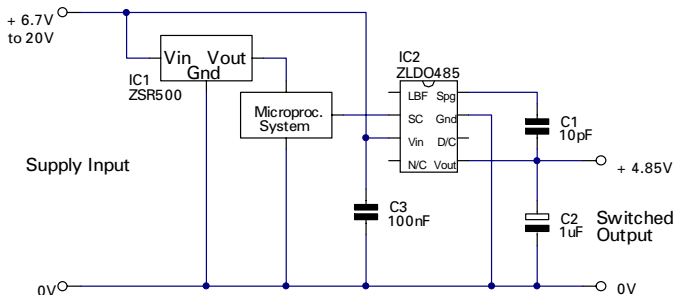 + 6.7V
to 20V
Vin Vout
Gnd
IC1
ZSR500
Microproc.
System
IC2
ZLDO485
LBF Spg
SC Gnd
Vin D/C
N/C Vout
C1
10pF
Supply Input
+ 4.85V
C3
100nF
C2
1uF
Switched
Output
0V
0V